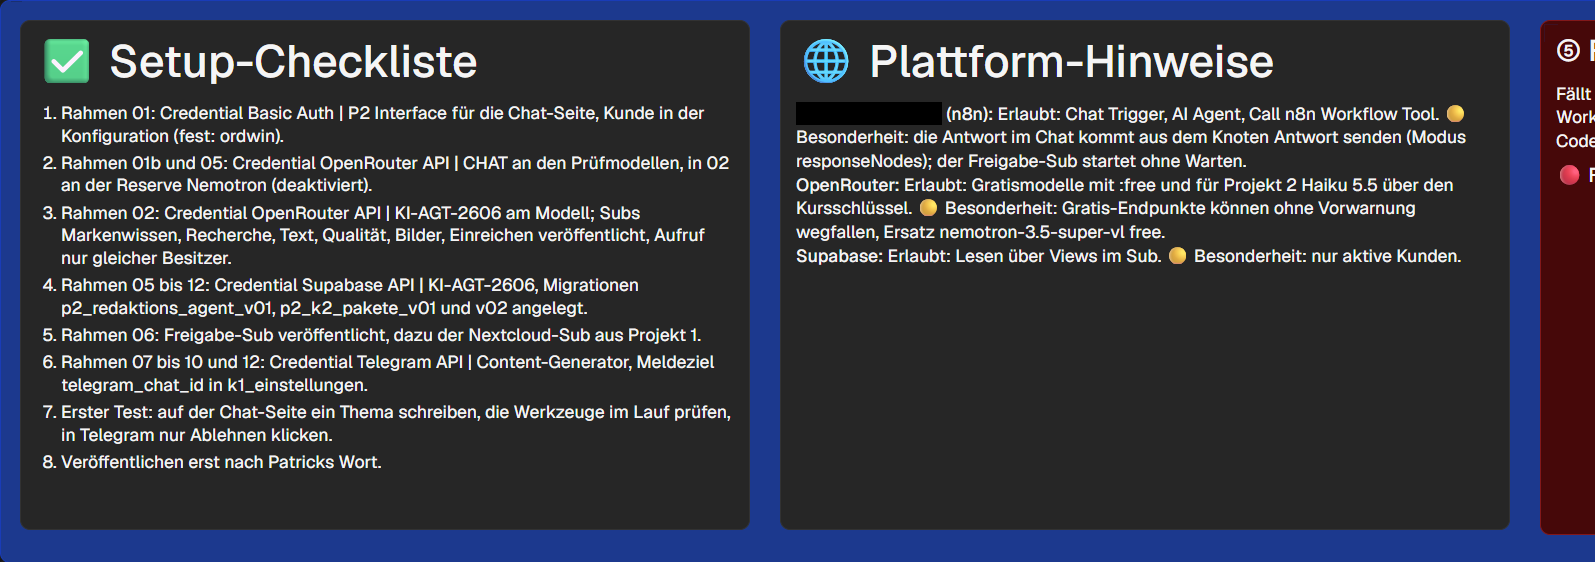 ✅ Setup-Checkliste
1. Rahmen 01: Credential Basic Auth | P2 Interface für die Chat-Seite, Kunde in der
Konfiguration (fest: ordwin).
2. Rahmen 01b und 05: Credential OpenRouter API | CHAT an den Prüfmodellen, in 02
an der Reserve Nemotron (deaktiviert).
3. Rahmen 02: Credential OpenRouter API | KI-AGT-2606 am Modell; Subs
Markenwissen, Recherche, Text, Qualität, Bilder, Einreichen veröffentlicht, Aufruf
nur gleicher Besitzer.
4. Rahmen 05 bis 12: Credential Supabase API | KI-AGT-2606, Migrationen
p2_redaktions_agent_v01, p2_k2_pakete_v01 und v02 angelegt.
5. Rahmen 06: Freigabe-Sub veröffentlicht, dazu der Nextcloud-Sub aus Projekt 1.
6. Rahmen 07 bis 10 und 12: Credential Telegram API | Content-Generator, Meldeziel
telegram_chat_id in k1_einstellungen.
7. Erster Test: auf der Chat-Seite ein Thema schreiben, die Werkzeuge im Lauf prüfen,
in Telegram nur Ablehnen klicken.
8. Veröffentlichen erst nach Patricks Wort.
🌐 Plattform-Hinweise
(n8n): Erlaubt: Chat Trigger, AI Agent, Call n8n Workflow Tool. 🟡
Besonderheit: die Antwort im Chat kommt aus dem Knoten Antwort senden (Modus
responseNodes); der Freigabe-Sub startet ohne Warten.
OpenRouter: Erlaubt: Gratismodelle mit :free und für Projekt 2 Haiku 5.5 über den
Kursschlüssel. 🟡 Besonderheit: Gratis-Endpunkte können ohne Vorwarnung
wegfallen, Ersatz nemotron-3.5-super-vl free.
Supabase: Erlaubt: Lesen über Views im Sub. 🟡 Besonderheit: nur aktive Kunden.
⑤
Fällt
Work
Code
🔴